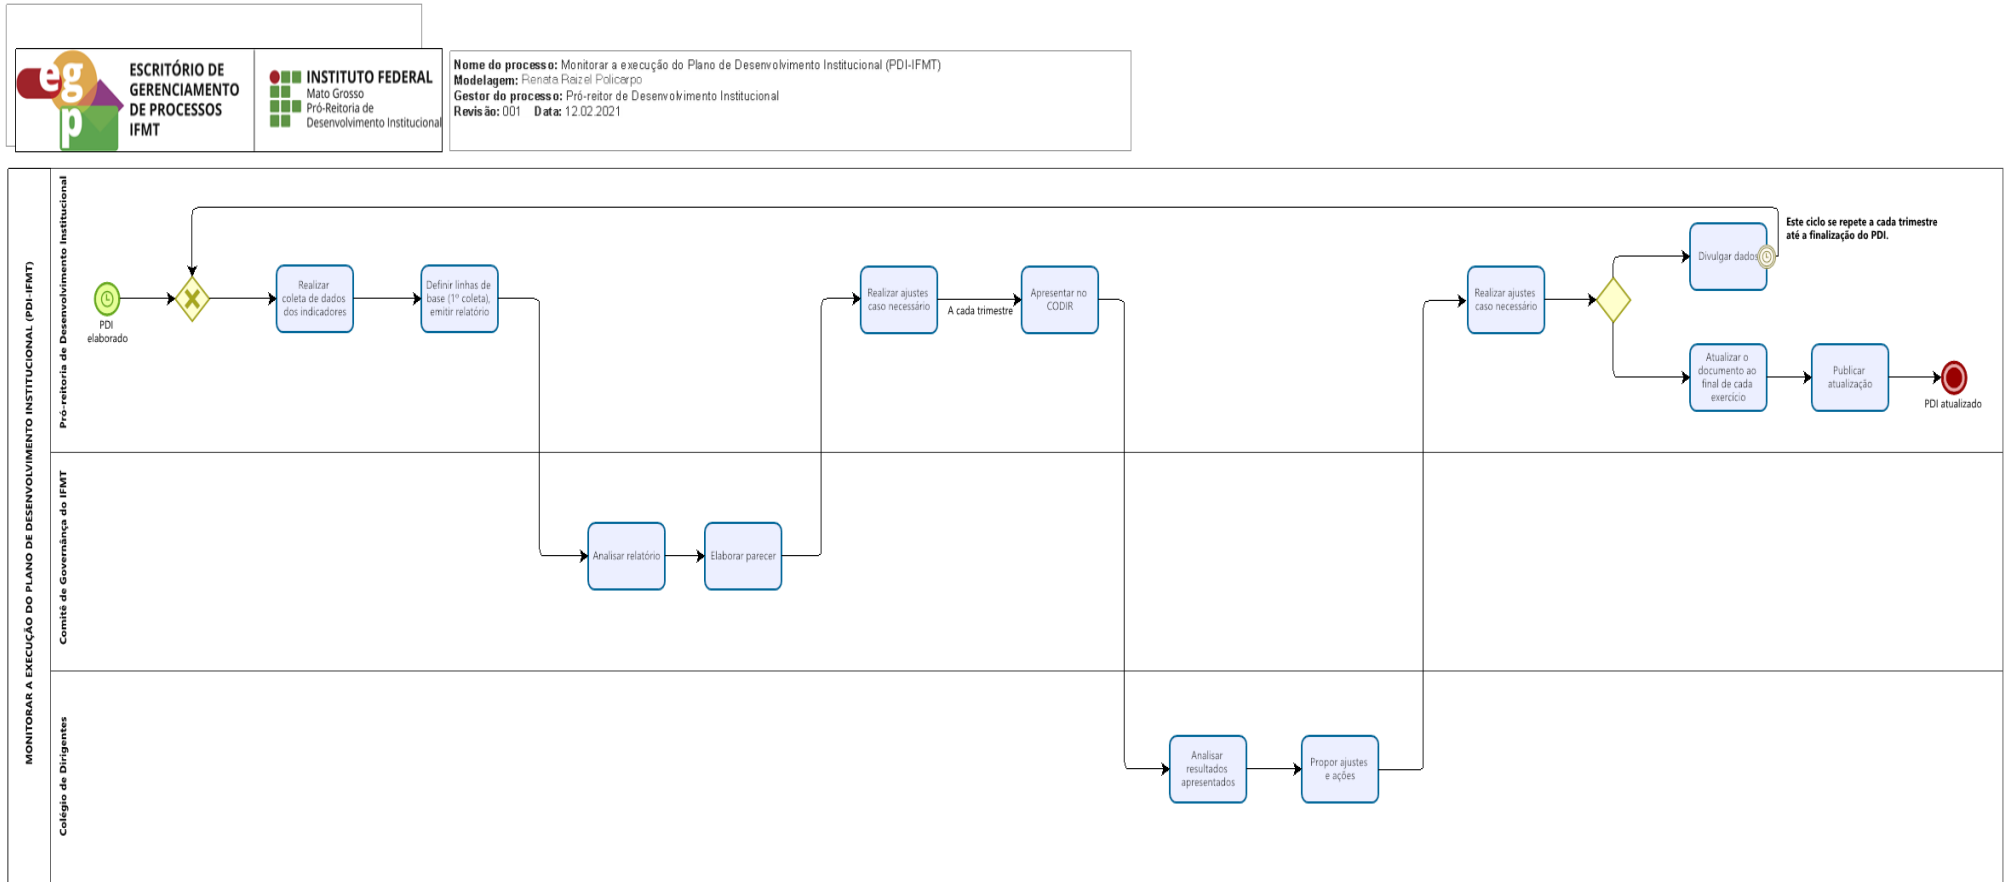 egp
ESCRITÓRIO DE
GERENCIAMENTO
DE PROCESSOS
IFMT
INSTITUTO FEDERAL
Mato Grosso
Pró-Reitoria de
Desenvolvimento Institucional
Nome do processo: Monitorar a execução do Plano de Desenvolvimento Institucional (PDI-IFMT)
Modelagem: Renata Raizel Policarpo
Gestor do processo: Pró-reitor de Desenvolvimento Institucional
Revisão: 001 Data: 12.02.2021
MONITORAR A EXECUÇÃO DO PLANO DE DESENVOLVIMENTO INSTITUCIONAL (PDI-IFMT)
Pró-reitoria de Desenvolvimento Institucional
PDI
elaborado
Realizar
coleta de dados
dos indicadores
Definir linhas de
base (1º coleta),
emitir relatório
Realizar ajustes
caso necessário
A cada trimestre
Apresentar no
CODIR
Realizar ajustes
caso necessário
Divulgar dados
Este ciclo se repete a cada trimestre
até a finalização do PDI.
Atualizar o
documento ao
final de cada
exercício
Publicar
atualização
PDI atualizado
Comitê de Governânça do IFMT
Analisar relatório
Elaborar parecer
Colégio de Dirigentes
Analisar
resultados
apresentados
Propor ajustes
e ações